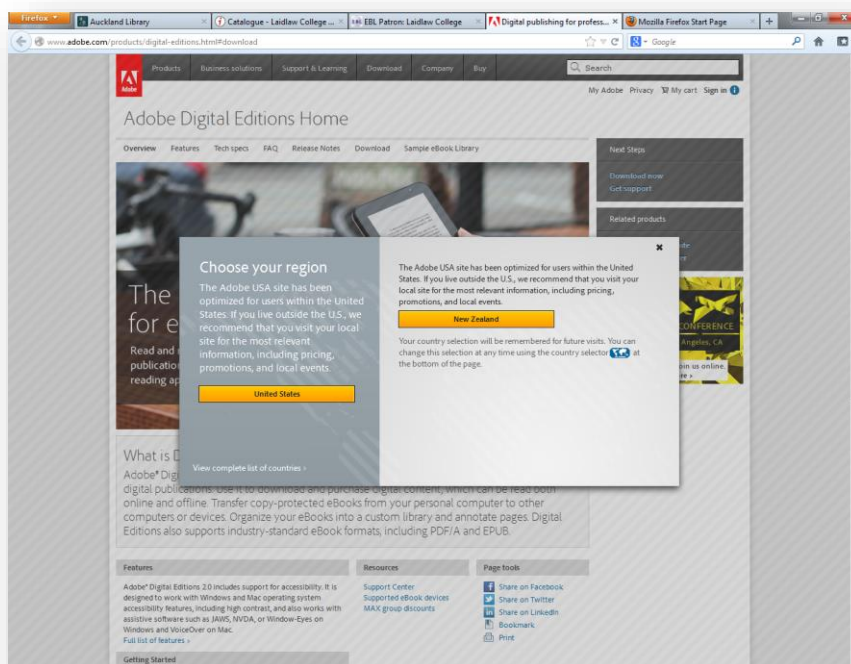 Firefox
Auckland Library
Catalogue - Laidlaw College ...
EBL EBL Patron: Laidlaw College
Digital publishing for profess...
Mozilla Firefox Start Page
www.adobe.com/products/digital-editions.html#download
Google
Adobe
Products Business solutions Support & Learning Download Company Buy
Search
My Adobe Privacy My cart Sign in
Adobe Digital Editions Home
Overview Features Tech specs FAQ Release Notes Download Sample eBook Library
Next Steps
Download now
Get support
Related products
The
for e
Read and
publication
reading ap
Choose your region
The Adobe USA site has been
optimized for users within the United
States. If you live outside the U.S., we
recommend that you visit your local
site for the most relevant
information, including pricing,
promotions, and local events.
United States
View complete list of countries ›
The Adobe USA site has been optimized for users within the United
States. If you live outside the U.S., we recommend that you visit your
local site for the most relevant information, including pricing,
promotions, and local events.
New Zealand
Your country selection will be remembered for future visits. You can
change this selection at any time using the country selector at
the bottom of the page.
CONFERENCE
Angeles, CA
in us online.
What is D
Adobe® Digi
digital publications. Use it to download and purchase digital content, which can be read both
online and offline. Transfer copy-protected eBooks from your personal computer to other
computers or devices. Organize your eBooks into a custom library and annotate pages. Digital
Editions also supports industry-standard eBook formats, including PDF/A and EPUB.
Features
Adobe® Digital Editions 2.0 includes support for accessibility. It is
designed to work with Windows and Mac operating system
accessibility features, including high contrast, and also works with
assistive software such as JAWS, NVDA, or Window-Eyes on
Windows and VoiceOver on Mac.
Full list of features ›
Getting Started
Resources
Support Center
Supported eBook devices
MAX group discounts
Page tools
Share on Facebook
Share on Twitter
Share on LinkedIn
Bookmark
Print